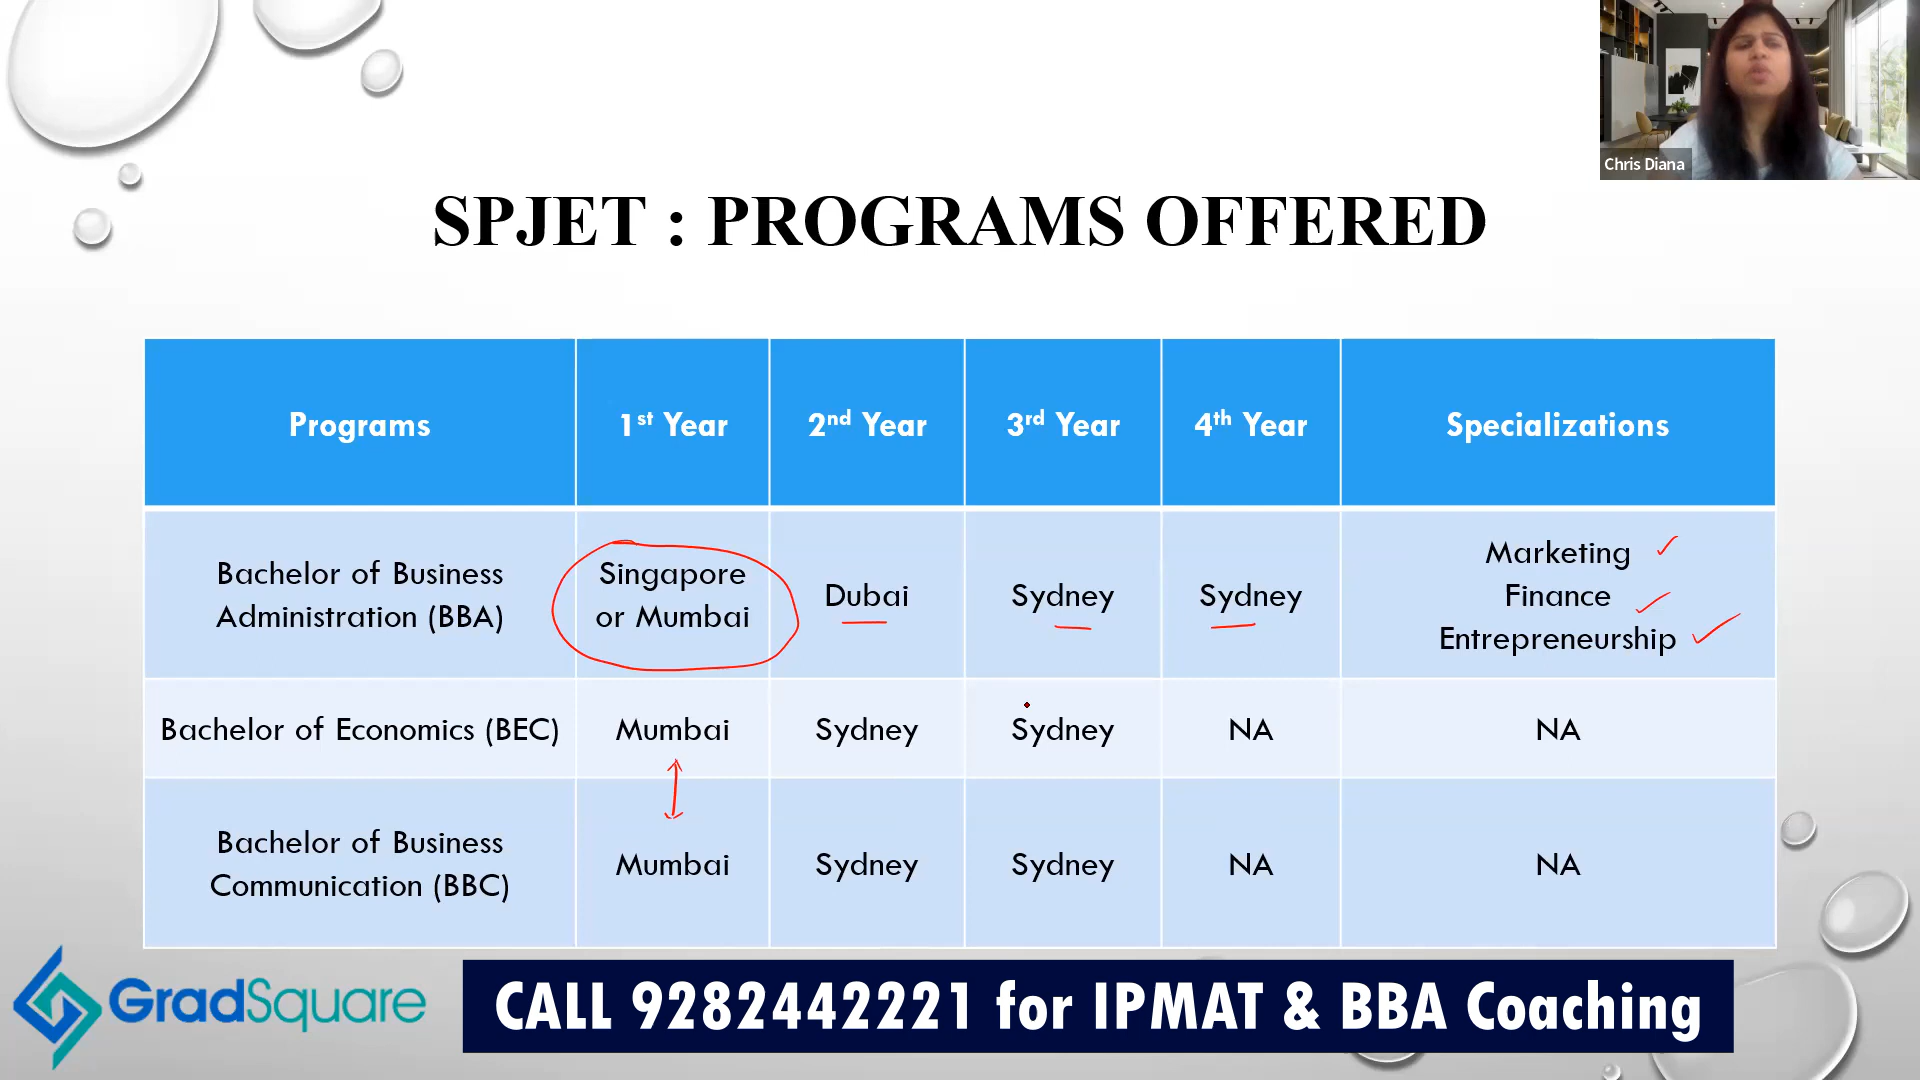 Chris Diana
SPJET : PROGRAMS OFFERED
Programs
1st Year
2nd Year
3rd Year
4th Year
Specializations
Bachelor of Business
Administration (BBA)
Singapore
or Mumbai
Dubai
Sydney
Sydney
Marketing
Finance
Entrepreneurship
Bachelor of Economics (BEC)
Mumbai
Sydney
Sydney
NA
NA
Bachelor of Business
Communication (BBC)
Mumbai
Sydney
Sydney
NA
NA
GradSquare
CALL 9282442221 for IPMAT & BBA Coaching